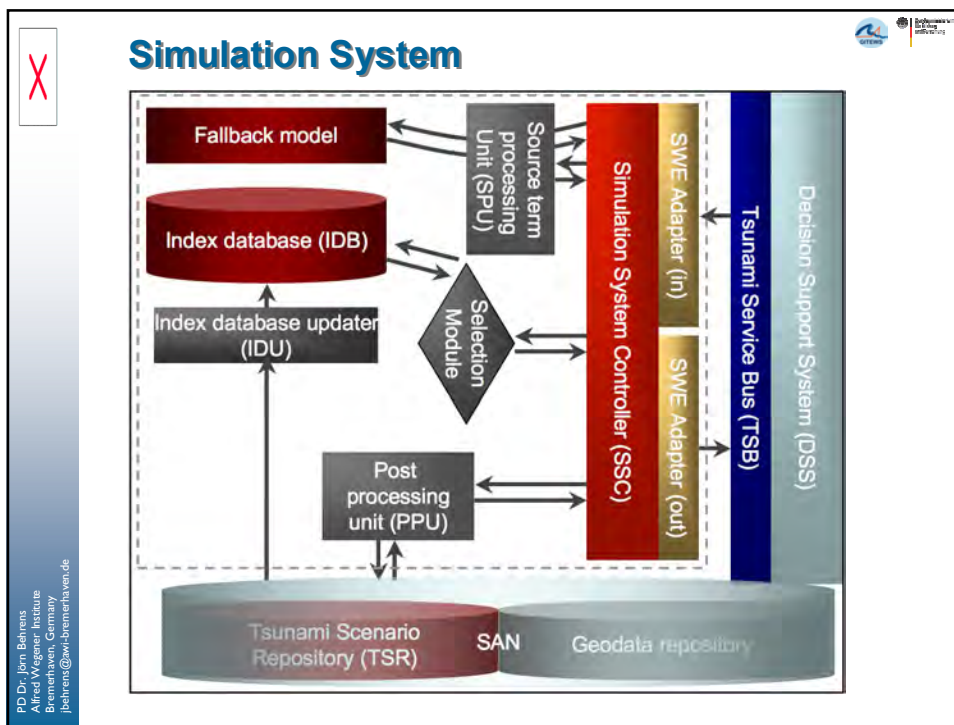 Simulation System
GITEWS
Fallback model
Source term
processing
Unit (SPU)
Index database (IDB)
Index database updater
(IDU)
Selection
Module
Post
processing
unit (PPU)
Simulation System Controller (SSC)
SWE Adapter (in)
SWE Adapter (out)
Tsunami Service Bus (TSB)
Decision Support System (DSS)
Tsunami Scenario
Repository (TSR)
SAN
Geodata repository
PD Dr. Jörn Behrens
Alfred Wegener Institute
Bremerhaven, Germany
jbehrens@awi-bremerhaven.de